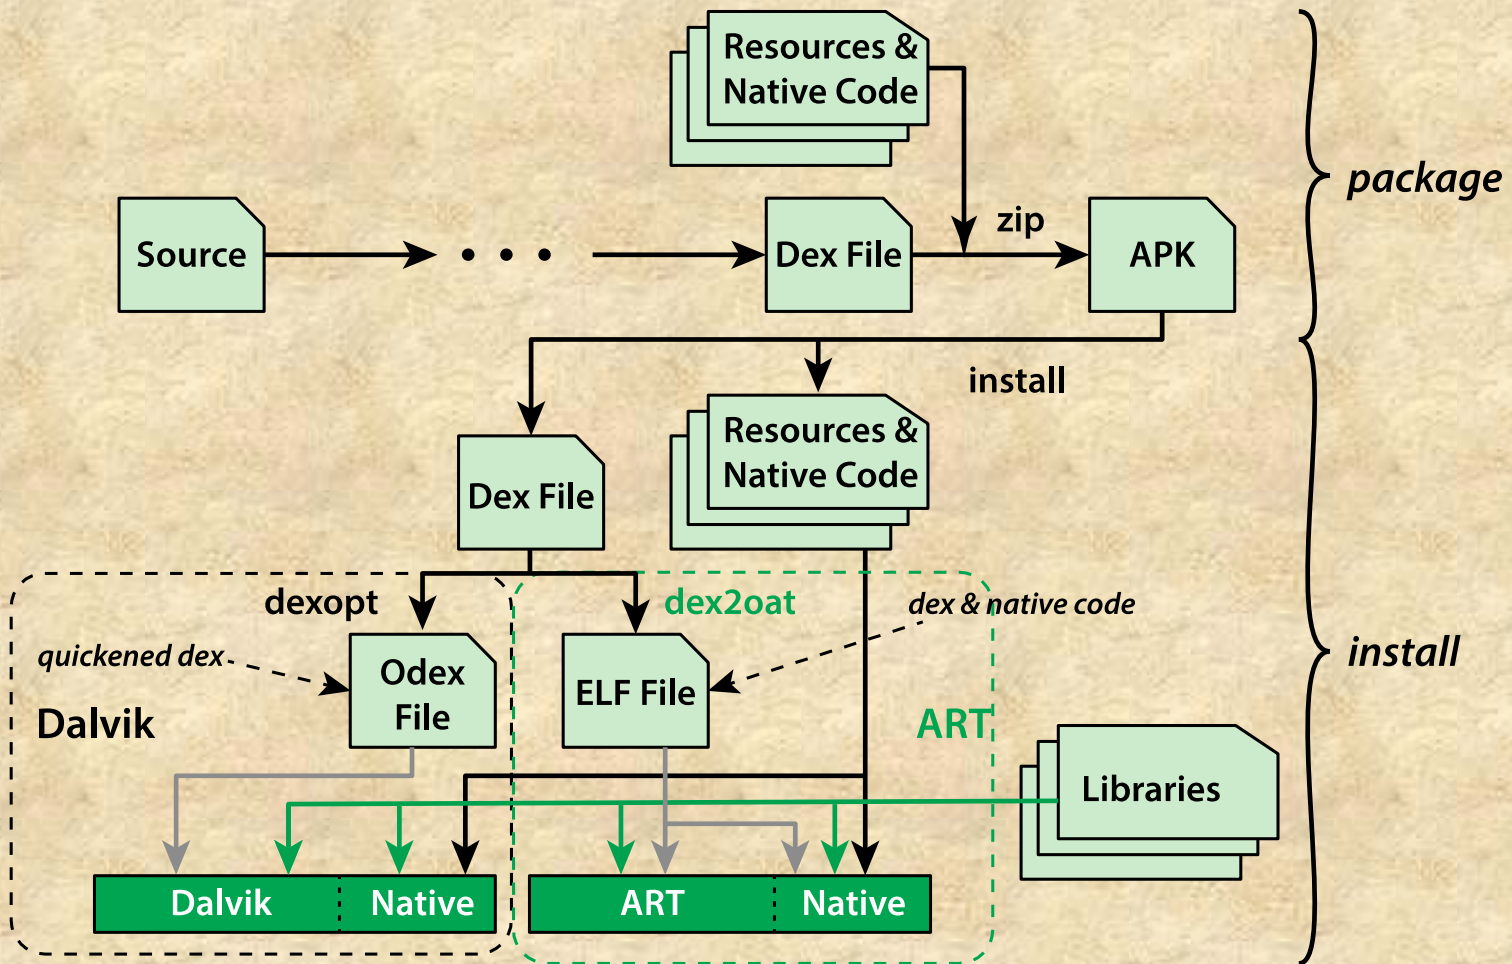 Resources &
Native Code
package
zip
Source
• • •
Dex File
APK
install
Resources &
Native Code
Dex File
dexopt
dex2oat
dex & native code
quickened dex
Odex
File
ELF File
install
Dalvik
ART
Libraries
Dalvik
Native
ART
Native